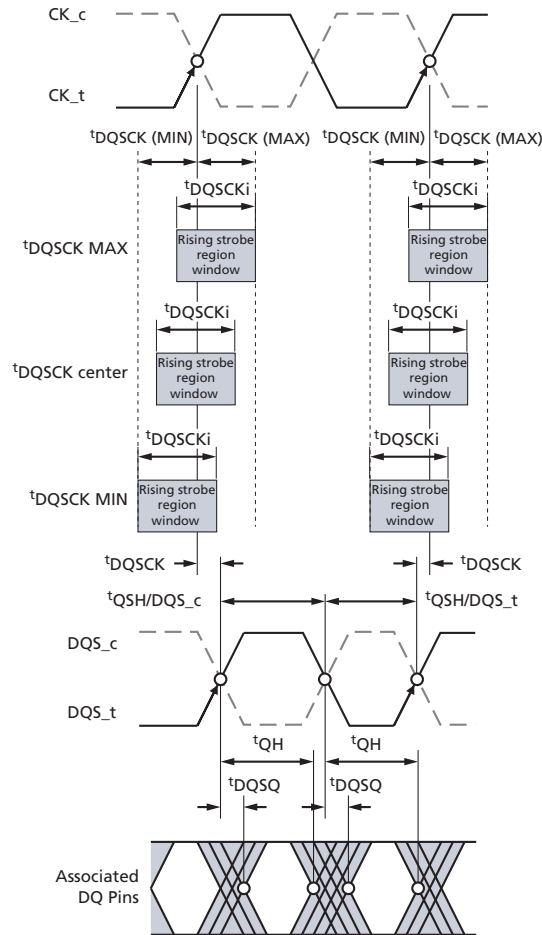 CK_c
CK_t
tDQSCK (MIN) tDQSCK (MAX) tDQSCK (MIN) tDQSCK (MAX)
tDQSCKi tDQSCKi
tDQSCK MAX
Rising strobe
region
window
Rising strobe
region
window
tDQSCKi tDQSCKi
tDQSCK center
Rising strobe
region
window
Rising strobe
region
window
tDQSCKi tDQSCKi
tDQSCK MIN
Rising strobe
region
window
Rising strobe
region
window
tDQSCK tDQSCK
tQSH/DQS_c tQSH/DQS_t
DQS_c
DQS_t
tQH tQH
tDQSQ tDQSQ
Associated
DQ Pins